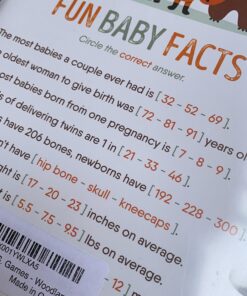 FUN BABY FACTS
Circle the correct answer.
The most babies a couple ever had is [ 32 - 52 - 69 ].
oldest woman to give birth was [ 72 - 81 - 91 ] years
most babies born from one pregnancy is [ 7 - 8 - 9 ].
of delivering twins are 1 in [ 21 - 33 - 46 ].
have 206 bones, newborns have [ 192 - 228 - 300 ].
don't have [ hip bone - skull - kneecaps ].
is [ 17 - 20 - 23 ] inches on average.
is [ 5.5 - 7.5 - 9.5 ] lbs on average.
12 ]
Games - Woodland
Made in